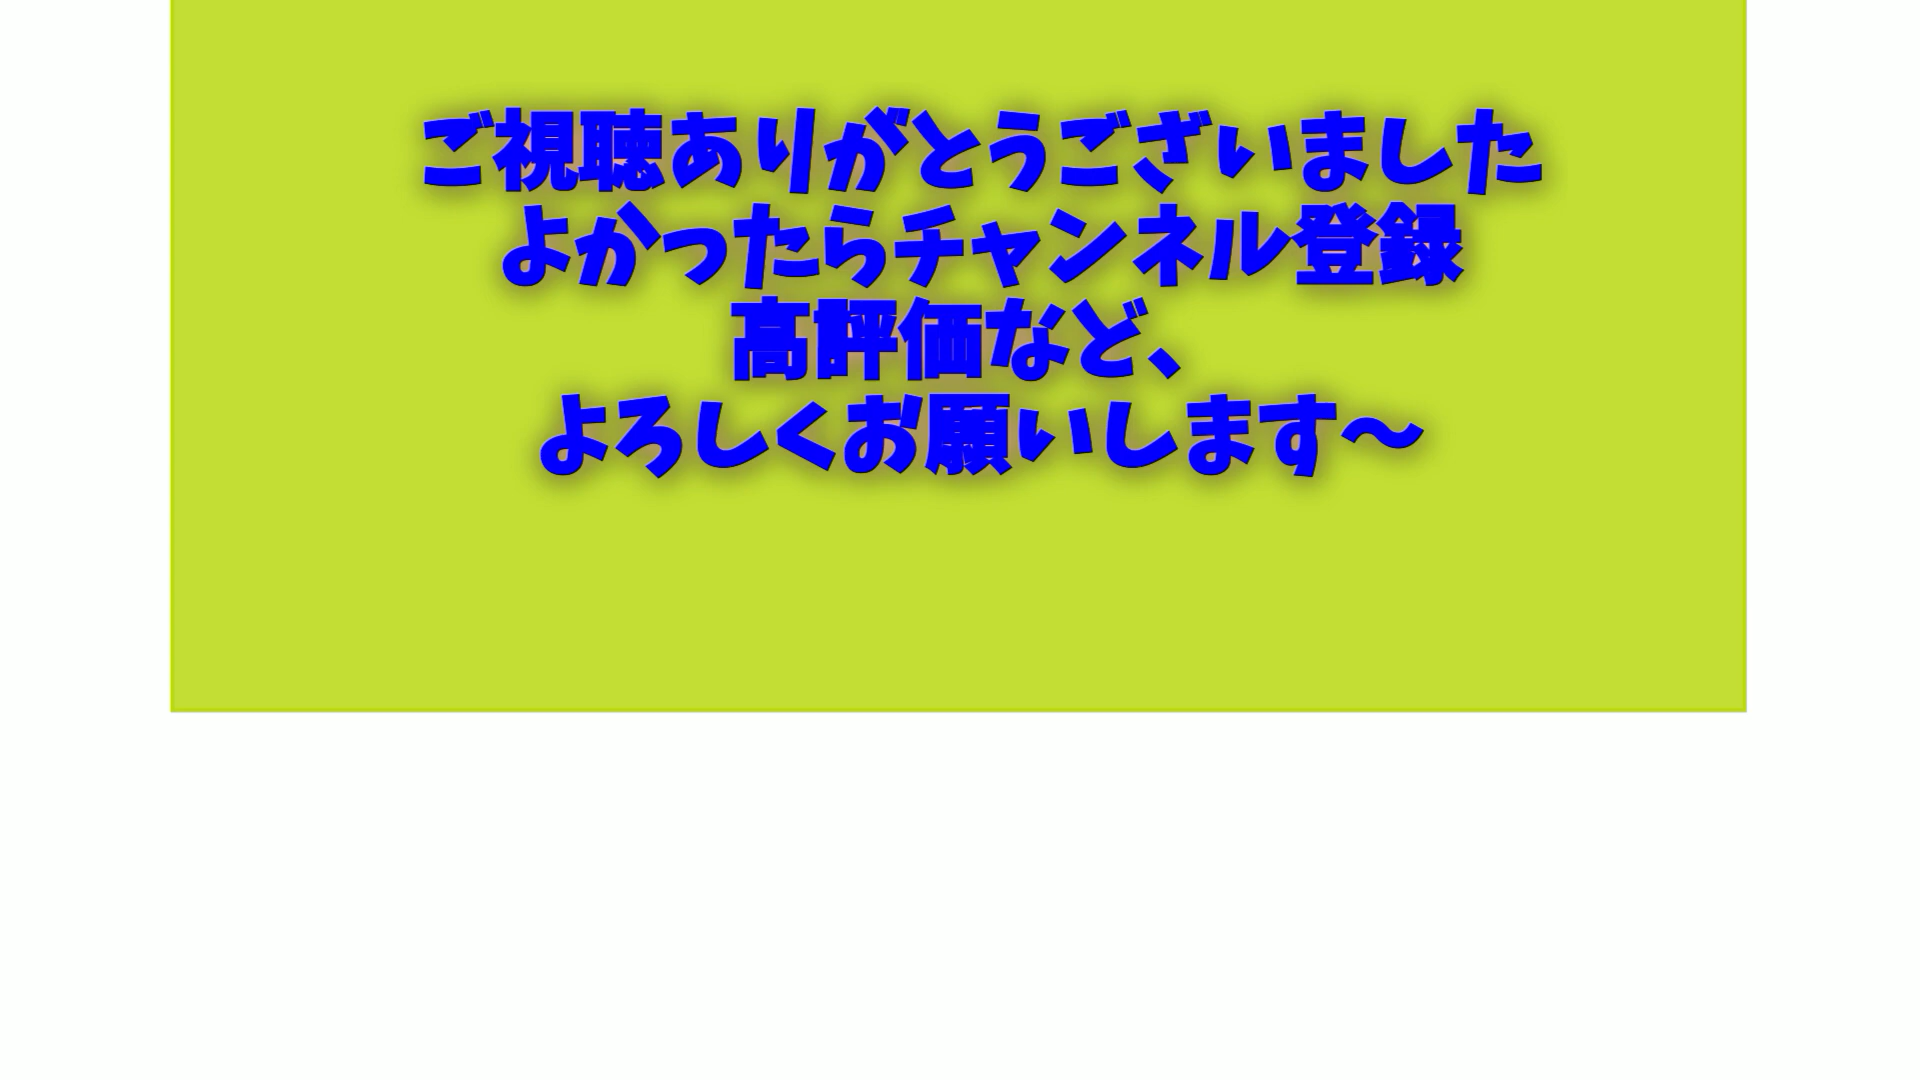 ご視聴ありがとうございました
よかったらチャンネル登録
高評価など、
よろしくお願いします～